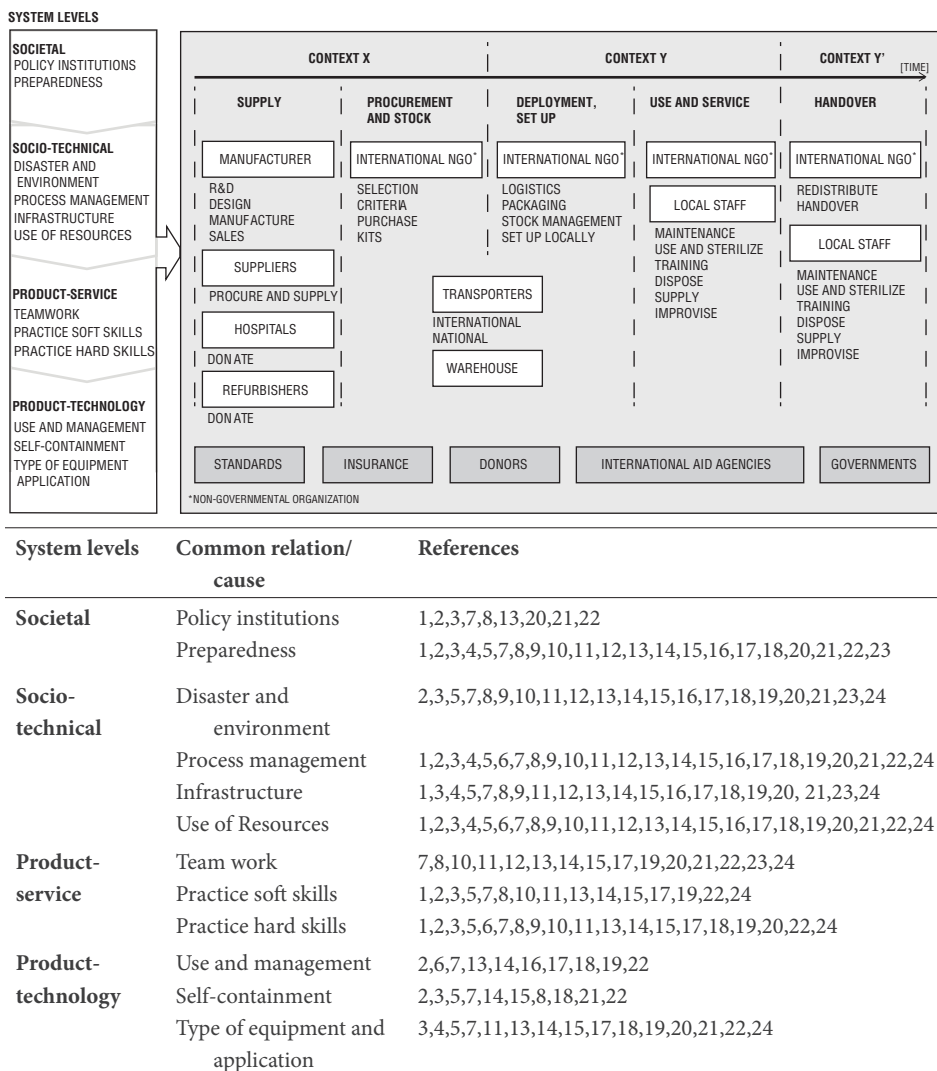 SYSTEM LEVELS
SOCIETAL
POLICY INSTITUTIONS
PREPAREDNESS
SOCIO-TECHNICAL
DISASTER AND
ENVIRONMENT
PROCESS MANAGEMENT
INFRASTRUCTURE
USE OF RESOURCES
PRODUCT-SERVICE
TEAMWORK
PRACTICE SOFT SKILLS
PRACTICE HARD SKILLS
PRODUCT-TECHNOLOGY
USE AND MANAGEMENT
SELF-CONTAINMENT
TYPE OF EQUIPMENT
APPLICATION
CONTEXT X
CONTEXT Y
CONTEXT Y'
[TIME]
SUPPLY
MANUFACTURER
R&D
DESIGN
MANUFACTURE
SALES
SUPPLIERS
PROCURE AND SUPPLY
HOSPITALS
DONATE
REFURBISHERS
DONATE
PROCUREMENT
AND STOCK
INTERNATIONAL NGO*
SELECTION
CRITERIA
PURCHASE
KITS
DEPLOYMENT,
SET UP
INTERNATIONAL NGO*
LOGISTICS
PACKAGING
STOCK MANAGEMENT
SET UP LOCALLY
TRANSPORTERS
INTERNATIONAL
NATIONAL
WAREHOUSE
USE AND SERVICE
INTERNATIONAL NGO*
LOCAL STAFF
MAINTENANCE
USE AND STERILIZE
TRAINING
DISPOSE
SUPPLY
IMPROVISE
HANDOVER
INTERNATIONAL NGO*
REDISTRIBUTE
HANDOVER
LOCAL STAFF
MAINTENANCE
USE AND STERILIZE
TRAINING
DISPOSE
SUPPLY
IMPROVISE
STANDARDS
INSURANCE
DONORS
INTERNATIONAL AID AGENCIES
GOVERNMENTS
*NON-GOVERNMENTAL ORGANIZATION
System levels Common relation/ References
cause
Societal Policy institutions 1,2,3,7,8,13,20,21,22
Preparedness 1,2,3,4,5,7,8,9,10,11,12,13,14,15,16,17,18,20,21,22,23
Socio- Disaster and 2,3,5,7,8,9,10,11,12,13,14,15,16,17,18,19,20,21,23,24
technical environment
Process management 1,2,3,4,5,6,7,8,9,10,11,12,13,14,15,16,17,18,19,20,21,22,24
Infrastructure 1,3,4,5,7,8,9,11,12,13,14,15,16,17,18,19,20, 21,23,24
Use of Resources 1,2,3,4,5,6,7,8,9,10,11,12,13,14,15,16,17,18,19,20,21,22,24
Product- Team work 7,8,10,11,12,13,14,15,17,19,20,21,22,23,24
service Practice soft skills 1,2,3,5,7,8,10,11,13,14,15,17,19,22,24
Practice hard skills 1,2,3,5,6,7,8,9,10,11,13,14,15,17,18,19,20,22,24
Product- Use and management 2,6,7,13,14,16,17,18,19,22
technology Self-containment 2,3,5,7,14,15,8,18,21,22
Type of equipment and 3,4,5,7,11,13,14,15,17,18,19,20,21,22,24
application